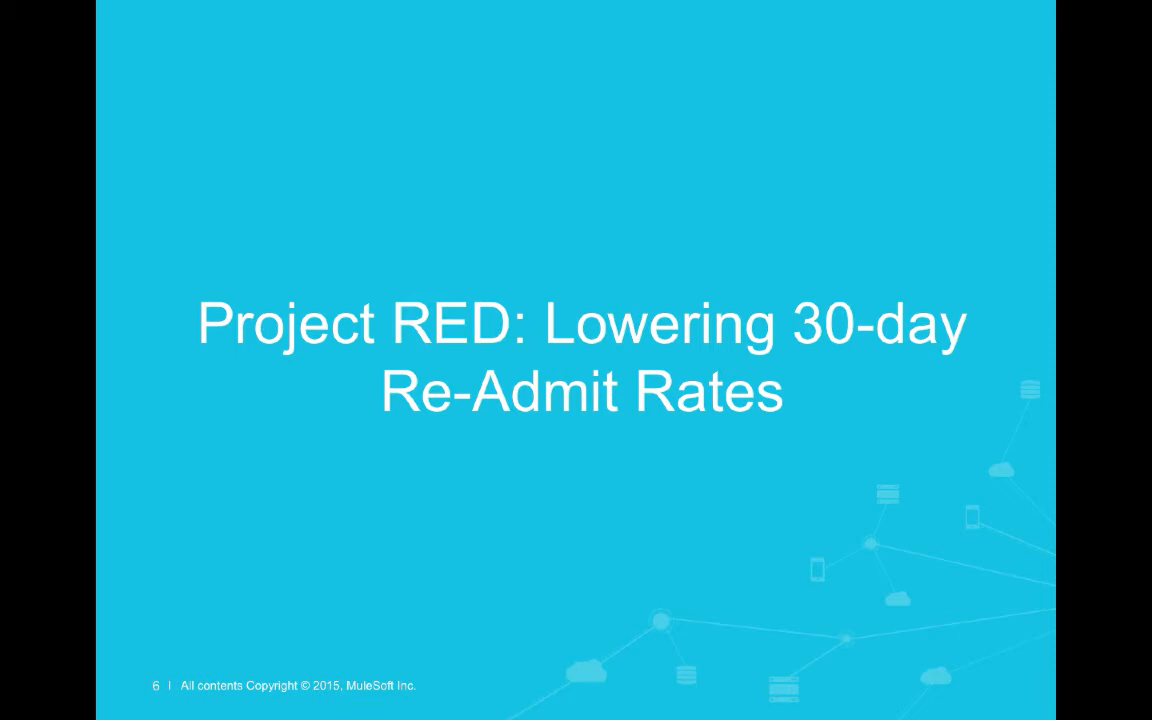 Project RED: Lowering 30-day
Re-Admit Rates
6 | All contents Copyright © 2015, MuleSoft Inc.